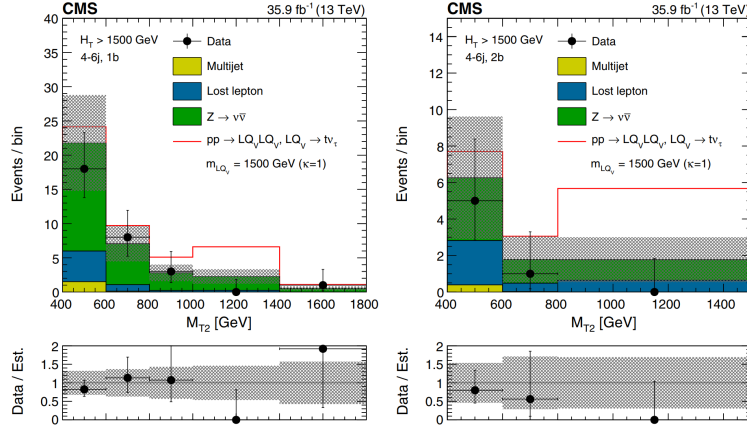 CMS 35.9 fb⁻¹ (13 TeV)
Events / bin
40
35
30
25
20
15
10
5
0
H_T > 1500 GeV
4-6j, 1b
Data
Multijet
Lost lepton
Z → νν̅
pp → LQ_V LQ_V, LQ_V → tν_τ
m_LQ_V = 1500 GeV (κ=1)
400 600 800 1000 1200 1400 1600 1800
M_T2 [GeV]
Data / Est.
2
1.5
1
0.5
0
CMS 35.9 fb⁻¹ (13 TeV)
Events / bin
14
12
10
8
6
4
2
0
H_T > 1500 GeV
4-6j, 2b
Data
Multijet
Lost lepton
Z → νν̅
pp → LQ_V LQ_V, LQ_V → tν_τ
m_LQ_V = 1500 GeV (κ=1)
400 600 800 1000 1200 1400
M_T2 [GeV]
Data / Est.
2
1.5
1
0.5
0